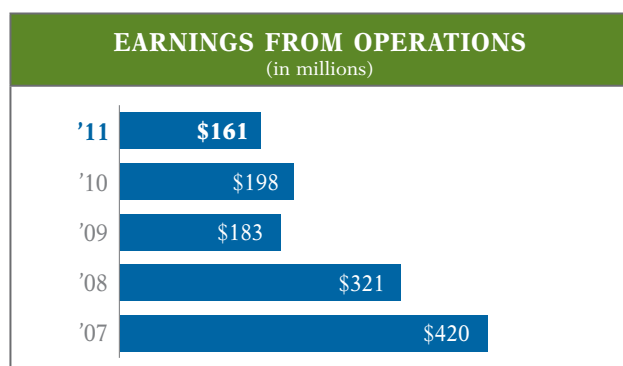 EARNINGS FROM OPERATIONS
(in millions)
’11 $161
’10 $198
’09 $183
’08 $321
’07 $420